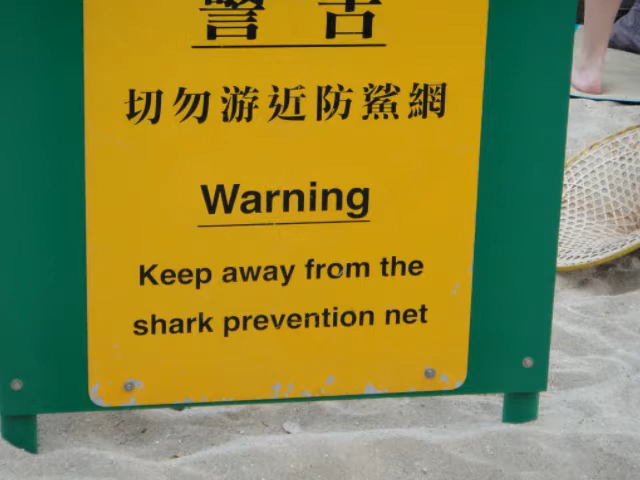 警告
切勿游近防鯊網
Warning
Keep away from the
shark prevention net